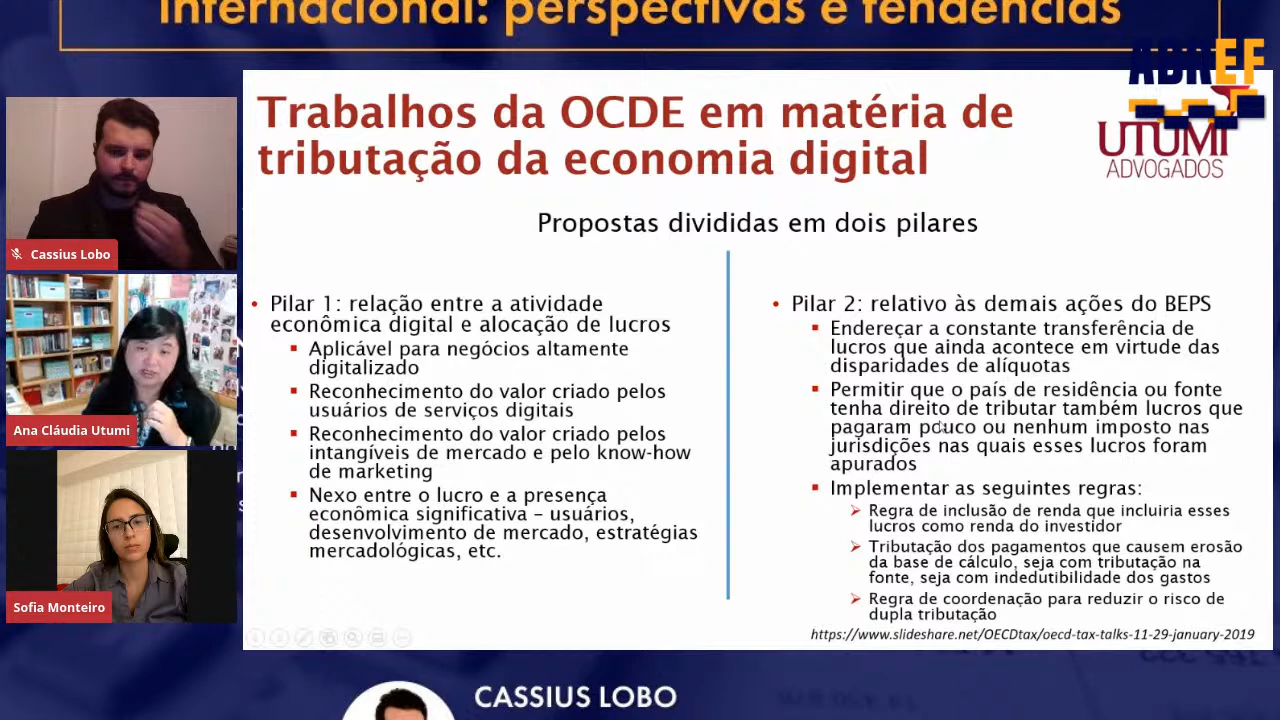 internacional: perspectivas e tendências
ABNEF
UTUMI
ADVOGADOS
Trabalhos da OCDE em matéria de
tributação da economia digital
Propostas divididas em dois pilares
• Pilar 1: relação entre a atividade
econômica digital e alocação de lucros
▪ Aplicável para negócios altamente
digitalizado
▪ Reconhecimento do valor criado pelos
usuários de serviços digitais
▪ Reconhecimento do valor criado pelos
intangíveis de mercado e pelo know-how
de marketing
▪ Nexo entre o lucro e a presença
econômica significativa – usuários,
desenvolvimento de mercado, estratégias
mercadológicas, etc.
• Pilar 2: relativo às demais ações do BEPS
▪ Endereçar a constante transferência de
lucros que ainda acontece em virtude das
disparidades de alíquotas
▪ Permitir que o país de residência ou fonte
tenha direito de tributar também lucros que
pagaram pouco ou nenhum imposto nas
jurisdições nas quais esses lucros foram
apurados
▪ Implementar as seguintes regras:
➢ Regra de inclusão de renda que incluiria esses
lucros como renda do investidor
➢ Tributação dos pagamentos que causem erosão
da base de cálculo, seja com tributação na
fonte, seja com indedutibilidade dos gastos
➢ Regra de coordenação para reduzir o risco de
dupla tributação
https://www.slideshare.net/OECDtax/oecd-tax-talks-11-29-january-2019
Cassius Lobo
Ana Cláudia Utumi
Sofia Monteiro
CASSIUS LOBO